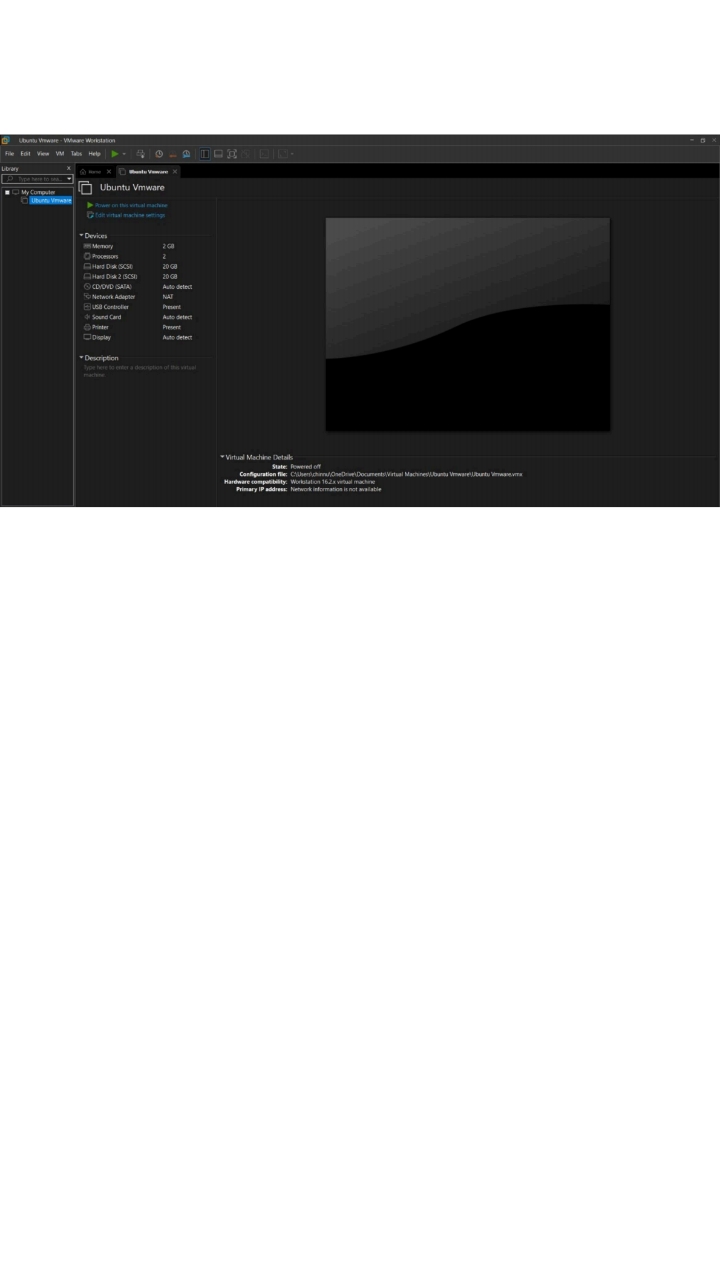 Ubuntu Vmware - VMware Workstation
File Edit View VM Tabs Help
Library
Type here to sea...
My Computer
Ubuntu Vmware
Home
Ubuntu Vmware
Ubuntu Vmware
Power on this virtual machine
Edit virtual machine settings
Devices
Memory 2 GB
Processors 2
Hard Disk (SCSI) 20 GB
Hard Disk 2 (SCSI) 20 GB
CD/DVD (SATA) Auto detect
Network Adapter NAT
USB Controller Present
Sound Card Auto detect
Printer Present
Display Auto detect
Description
Type here to enter a description of this virtual
machine.
Virtual Machine Details
State: Powered off
Configuration file: C:\Users\chinnu\OneDrive\Documents\Virtual Machines\Ubuntu Vmware\Ubuntu Vmware.vmx
Hardware compatibility: Workstation 16.2.x virtual machine
Primary IP address: Network information is not available